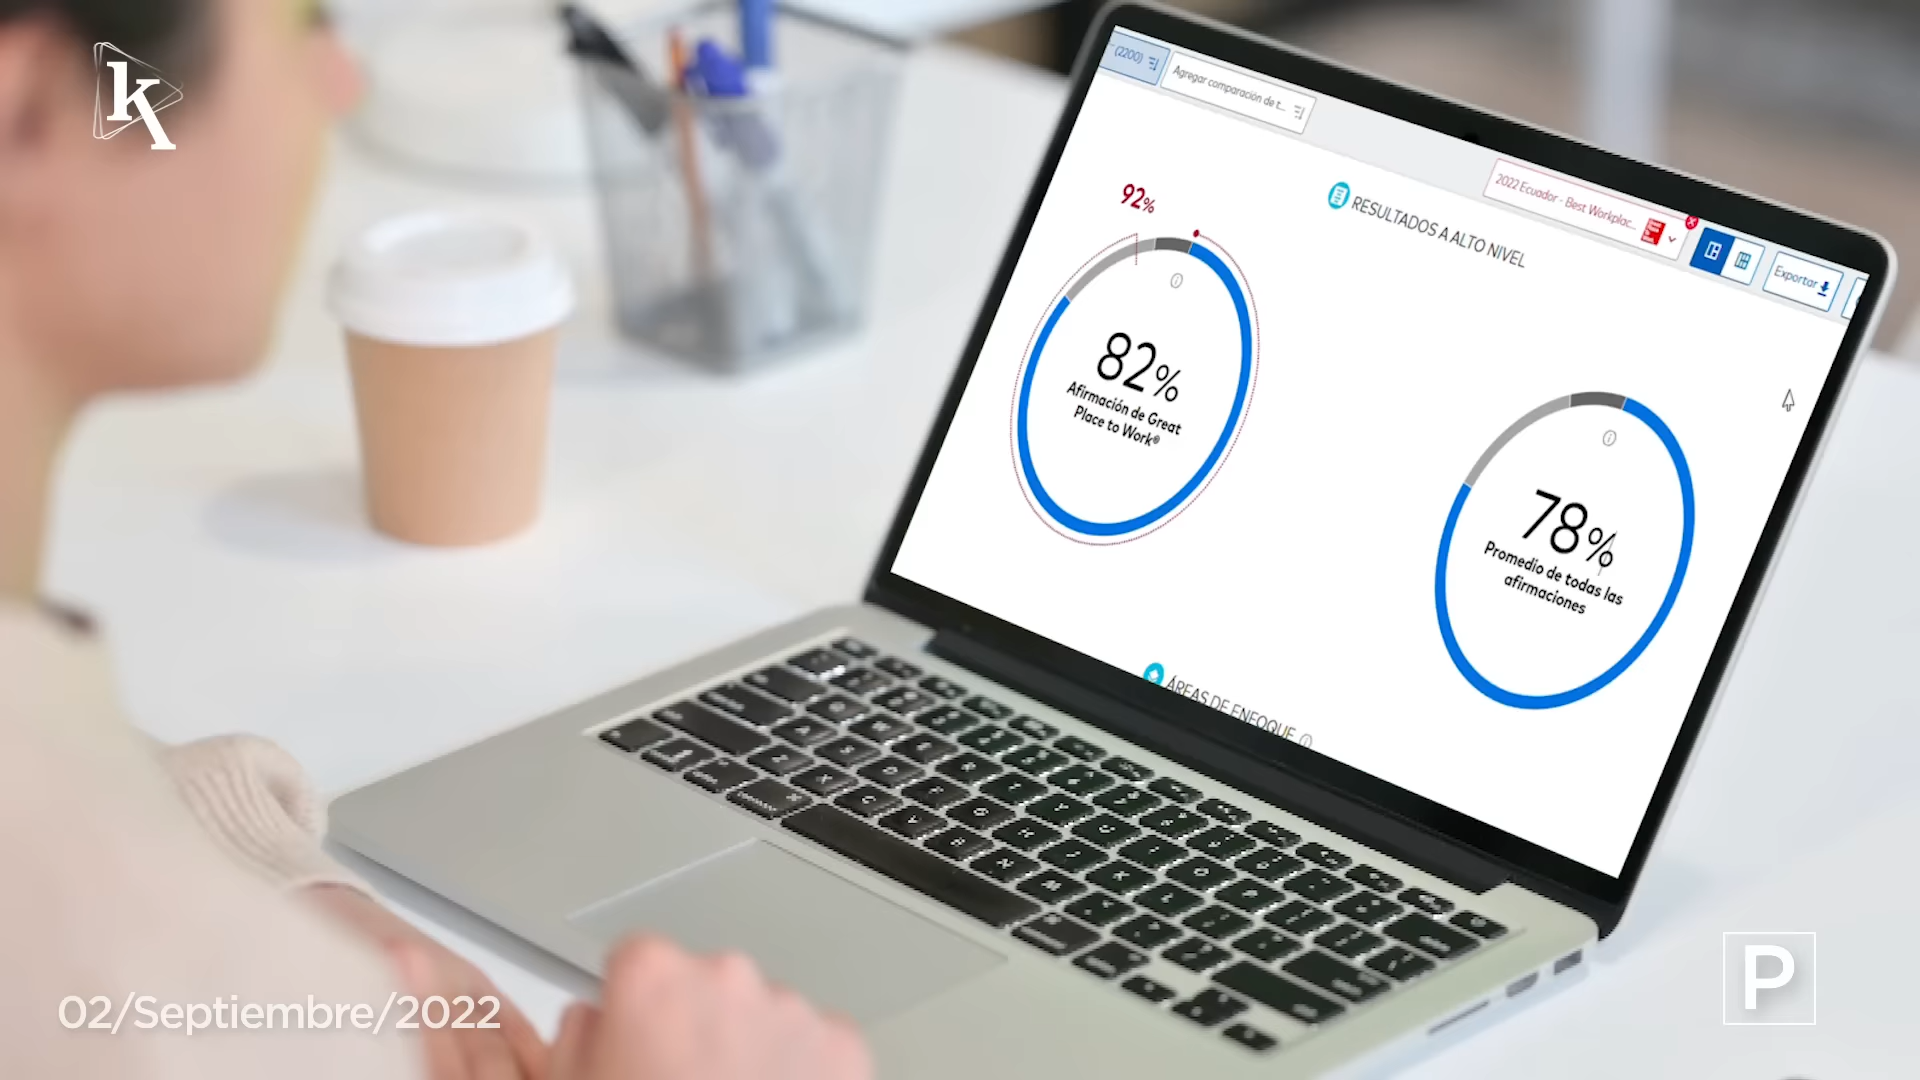 k
(2200)
Agregar comparación de t...
2022 Ecuador - Best Workplac...
Exportar
RESULTADOS A ALTO NIVEL
92%
82%
Afirmación de Great
Place to Work®
78%
Promedio de todas las
afirmaciones
ÁREAS DE ENFOQUE
02/Septiembre/2022
P